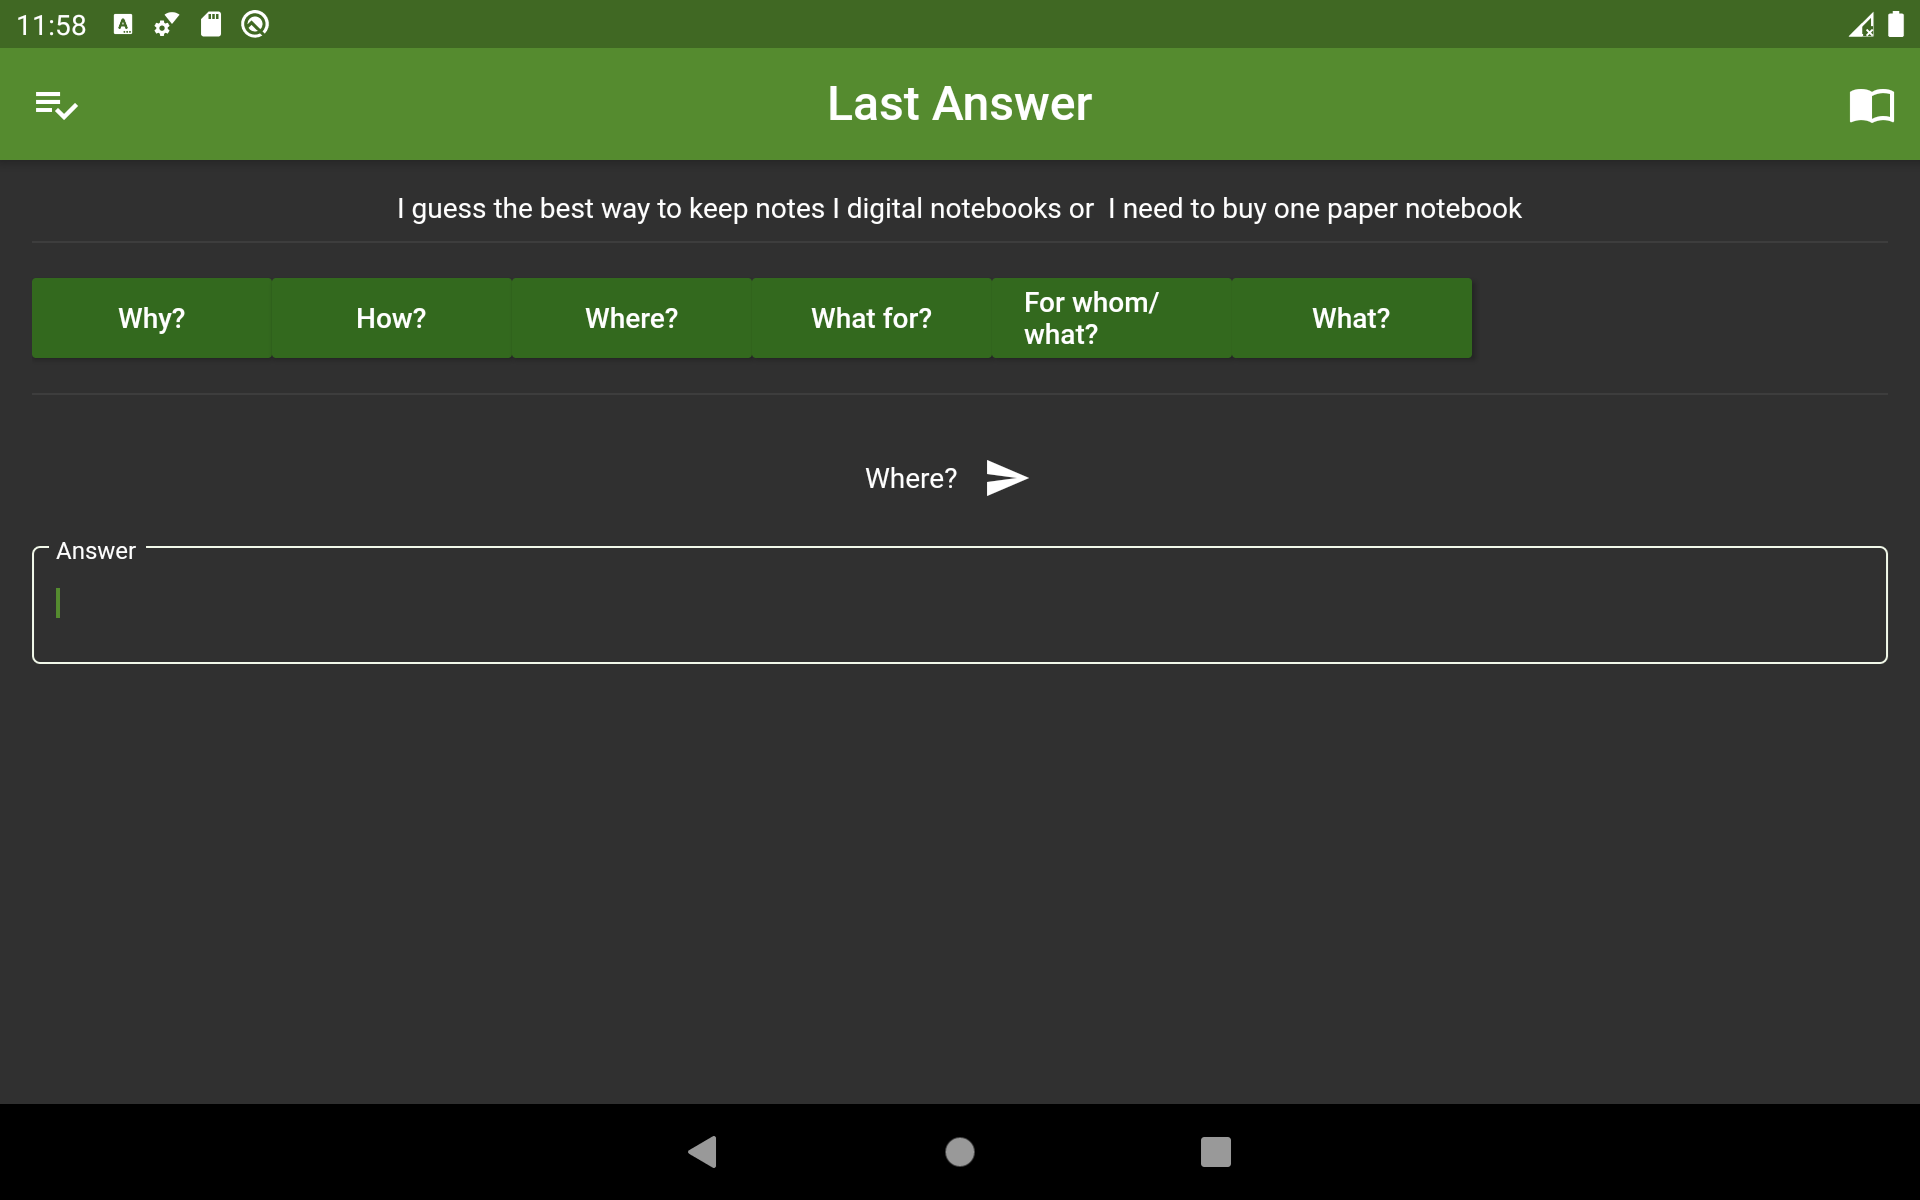 11:58
Last Answer
I guess the best way to keep notes I digital notebooks or  I need to buy one paper notebook
Why?
How?
Where?
What for?
For whom/
what?
What?
Where?
Answer